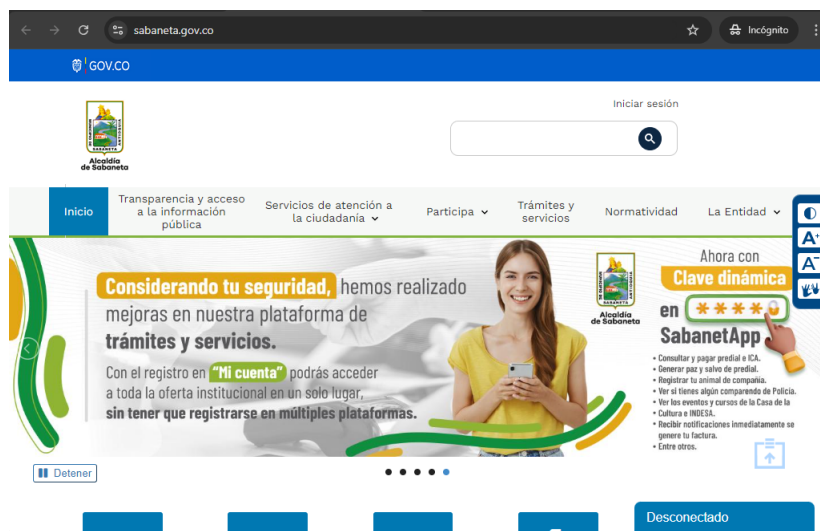 sabaneta.gov.co
Incógnito
GOV.CO
Iniciar sesión
Alcaldía
de Sabaneta
Inicio
Transparencia y acceso
a la información
pública
Servicios de atención a
la ciudadanía
Participa
Trámites y
servicios
Normatividad
La Entidad
A+
A-
Considerando tu seguridad, hemos realizado
mejoras en nuestra plataforma de
trámites y servicios.
Con el registro en "Mi cuenta" podrás acceder
a toda la oferta institucional en un solo lugar,
sin tener que registrarse en múltiples plataformas.
Alcaldía
de Sabaneta
Ahora con
Clave dinámica
en ****
SabanetApp
• Consultar y pagar predial e ICA.
• Generar paz y salvo de predial.
• Registrar tu animal de compañía.
• Ver si tienes algún comparendo de Policía.
• Ver los eventos y cursos de la Casa de la
• Cultura e INDESA.
• Recibir notificaciones inmediatamente se
genere tu factura.
• Entre otros.
Detener
Desconectado